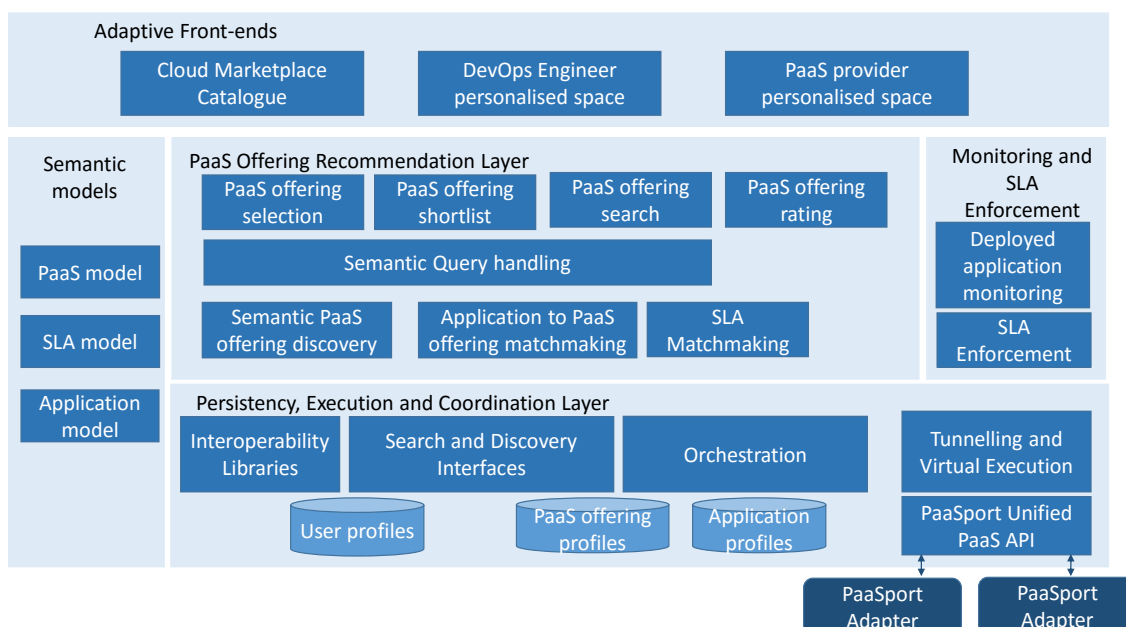 Adaptive Front-ends
Cloud Marketplace
Catalogue
DevOps Engineer
personalised space
PaaS provider
personalised space
Semantic
models
PaaS model
SLA model
Application
model
PaaS Offering Recommendation Layer
PaaS offering
selection
PaaS offering
shortlist
PaaS offering
search
PaaS offering
rating
Semantic Query handling
Semantic PaaS
offering discovery
Application to PaaS
offering matchmaking
SLA
Matchmaking
Monitoring and
SLA
Enforcement
Deployed
application
monitoring
SLA
Enforcement
Persistency, Execution and Coordination Layer
Interoperability
Libraries
Search and Discovery
Interfaces
Orchestration
Tunnelling and
Virtual Execution
User profiles
PaaS offering
profiles
Application
profiles
PaaSport Unified
PaaS API
PaaSport
Adapter
PaaSport
Adapter